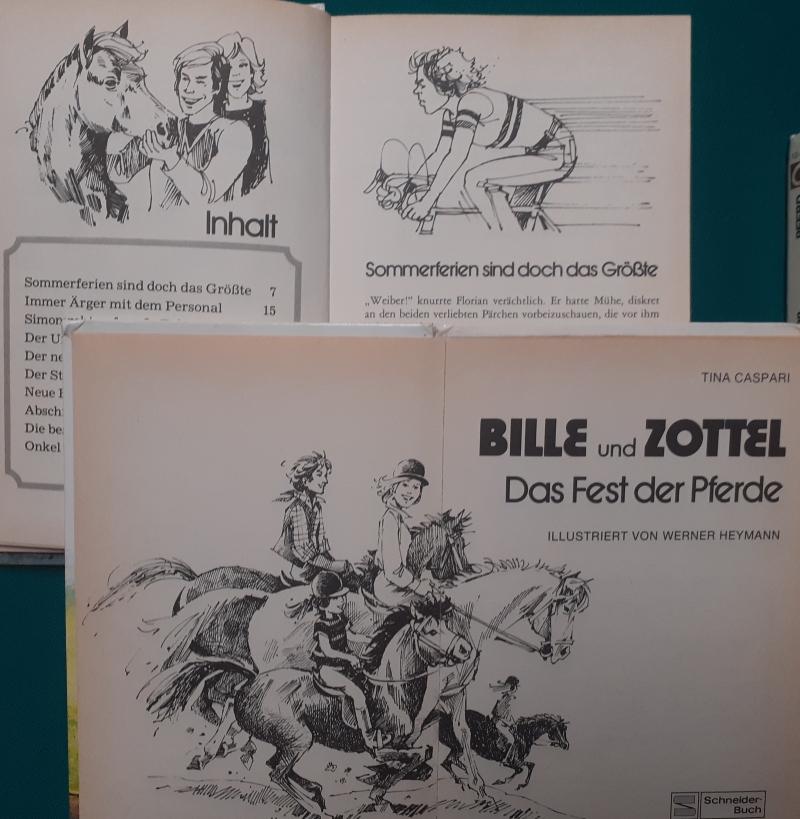 Inhalt
Sommerferien sind doch das Größte 7
Immer Ärger mit dem Personal 15
Der
Der
Der
Neue
Die
Onkel
Sommerferien sind doch das Größte
„Weiber!" knurrte Florian verächtlich. Er hatte Mühe, diskret
an den beiden verliebten Pärchen vorbeizuschauen, die vor ihm
TINA CASPARI
BILLE und ZOTTEL
Das Fest der Pferde
ILLUSTRIERT VON WERNER HEYMANN
Schneider-
Buch